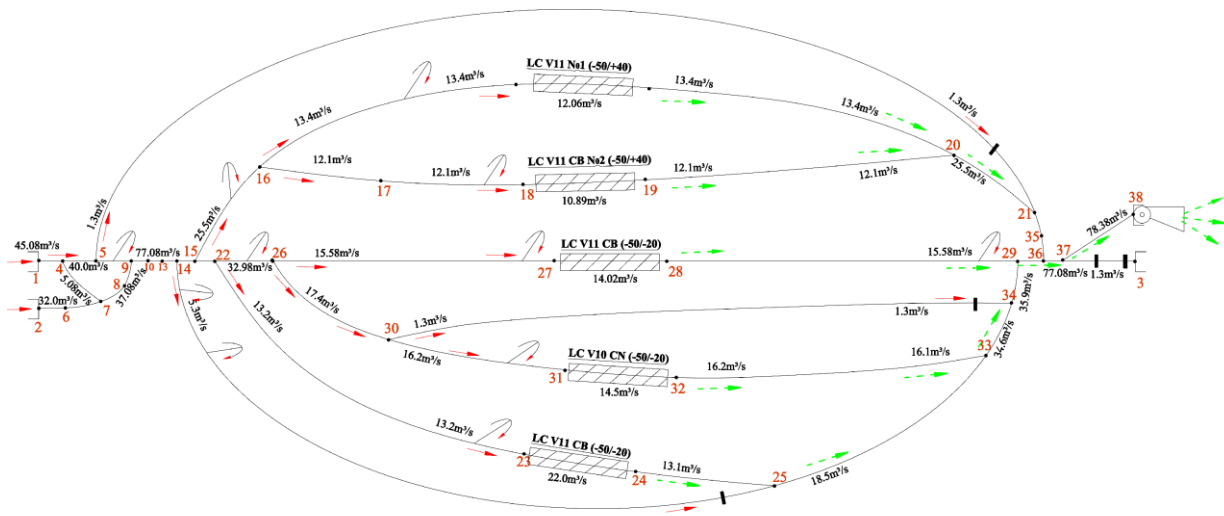 LC V11 №1 (-50/+40)
13.4m³/s
13.4m³/s
12.06m³/s
13.4m³/s
13.4m³/s
1.3m³/s
20
LC V11 CB №2 (-50/+40)
12.1m³/s
12.1m³/s
12.1m³/s
12.1m³/s
25.5m³/s
16
17
18
19
10.89m³/s
21
38
78.38m³/s
1.3m³/s
25.5m³/s
35
45.08m³/s
5
9
77.08m³/s
15
22
26
15.58m³/s
LC V11 CB (-50/-20)
15.58m³/s
29
36
37
1
4
40.0m³/s
10
13
14
32.98m³/s
27
14.02m³/s
28
77.08m³/s
1.3m³/s
3
5.08m³/s
8
37.08m³/s
32.0m³/s
2
6
7
5.3m³/s
13.2m³/s
17.4m³/s
30
1.3m³/s
1.3m³/s
34
35.9m³/s
34.6m³/s
33
16.2m³/s
LC V10 CN (-50/-20)
16.2m³/s
16.1m³/s
31
14.5m³/s
32
13.2m³/s
LC V11 CB (-50/-20)
13.1m³/s
23
22.0m³/s
24
25
18.5m³/s